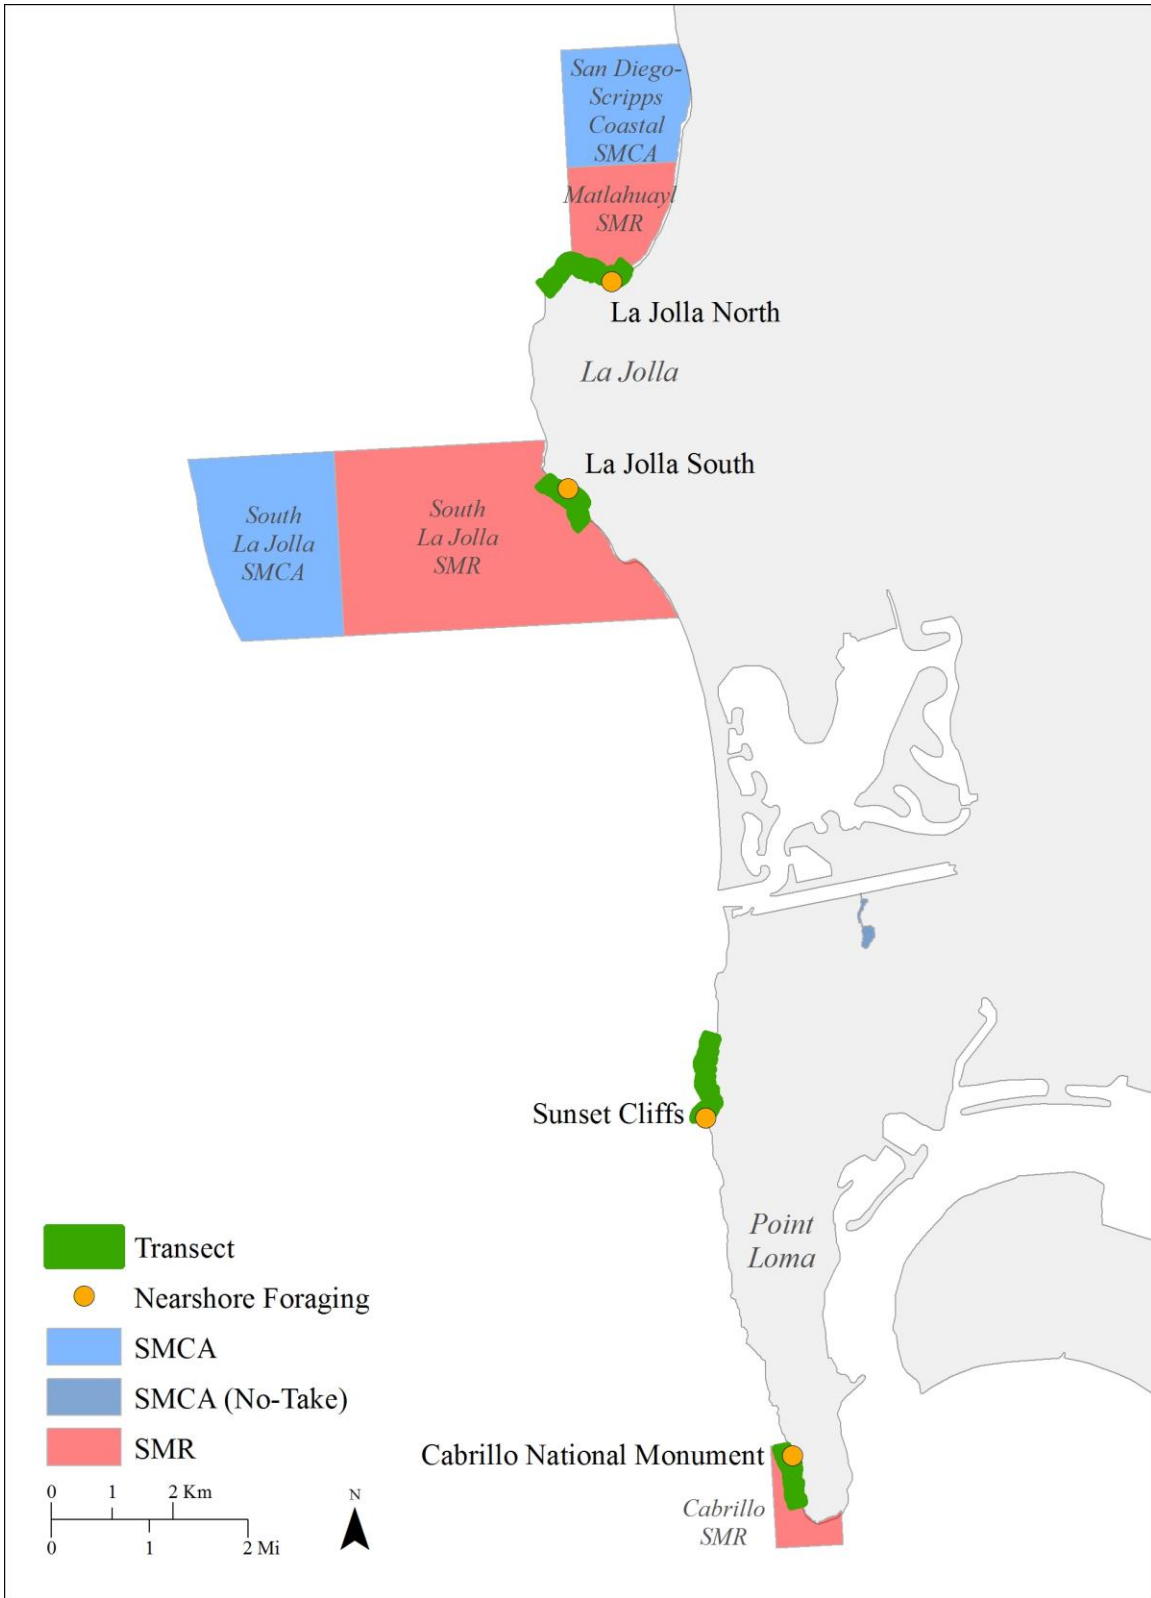 San Diego-
Scripps
Coastal
SMCA
Matlahuayl
SMR
La Jolla North
La Jolla
La Jolla South
South
La Jolla
SMCA
South
La Jolla
SMR
Sunset Cliffs
Point
Loma
Transect
Nearshore Foraging
SMCA
SMCA (No-Take)
SMR
Cabrillo National Monument
Cabrillo
SMR
0 1 2 Km
0 1 2 Mi
N